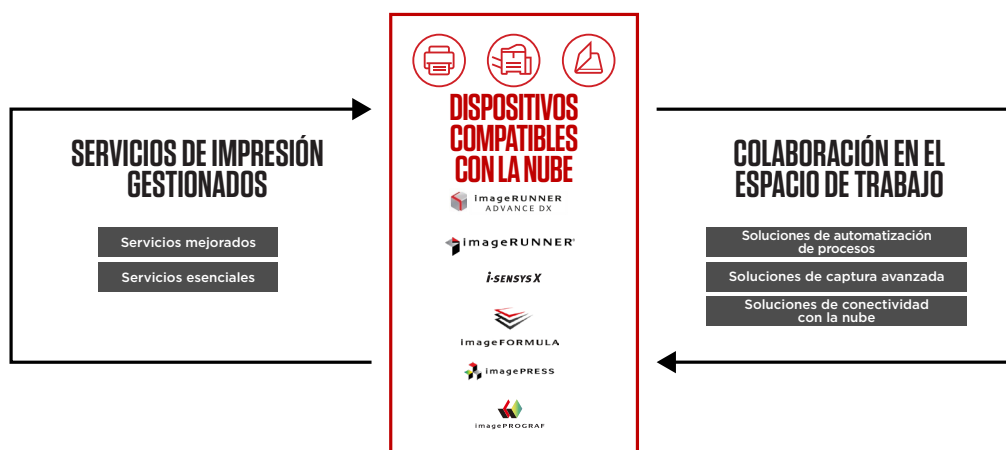 SERVICIOS DE IMPRESIÓN
GESTIONADOS
Servicios mejorados
Servicios esenciales
DISPOSITIVOS
COMPATIBLES
CON LA NUBE
imageRUNNER
ADVANCE DX
imageRUNNER®
i-SENSYS X
imageFORMULA
imagePRESS
imagePROGRAF
COLABORACIÓN EN EL
ESPACIO DE TRABAJO
Soluciones de automatización
de procesos
Soluciones de captura avanzada
Soluciones de conectividad
con la nube